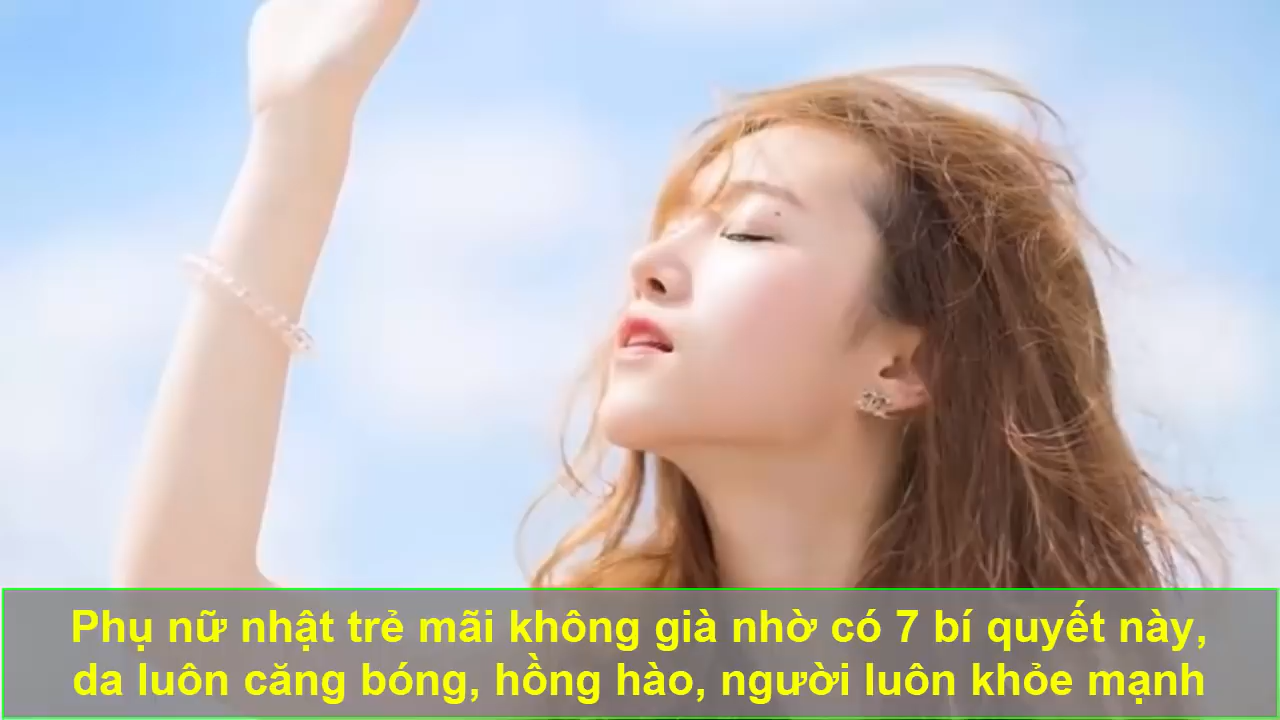 Phụ nữ nhật trẻ mãi không già nhờ có 7 bí quyết này,
da luôn căng bóng, hồng hào, người luôn khỏe mạnh